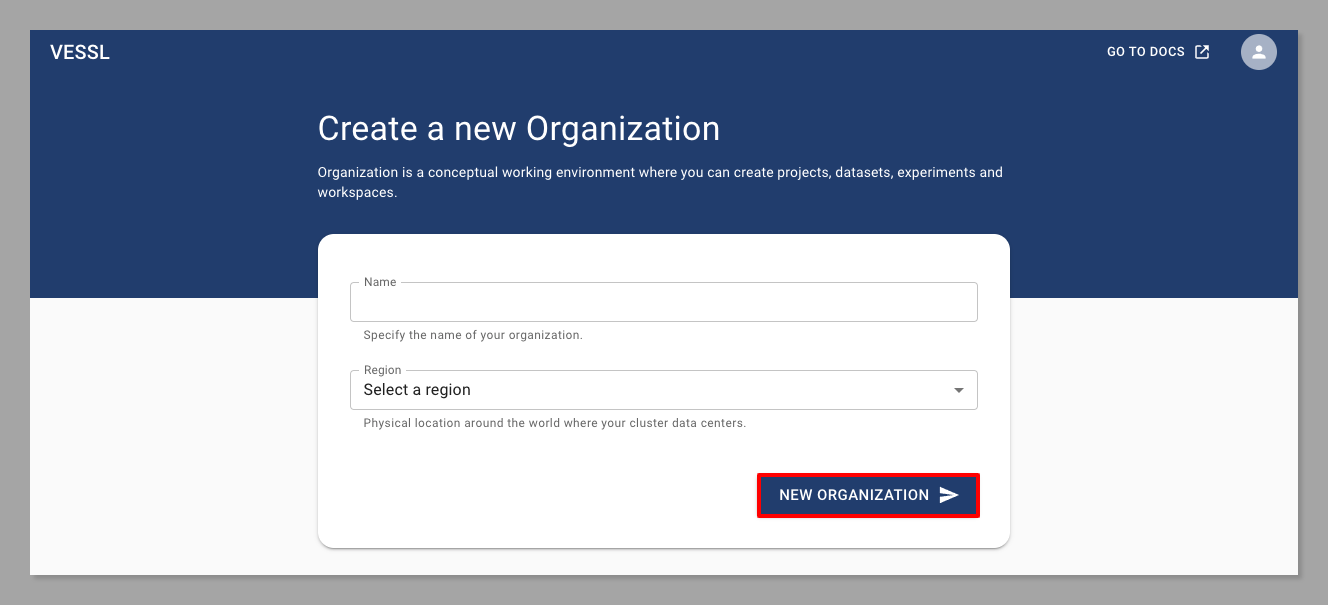 VESSL
GO TO DOCS
Create a new Organization
Organization is a conceptual working environment where you can create projects, datasets, experiments and
workspaces.
Name
Specify the name of your organization.
Region
Select a region
Physical location around the world where your cluster data centers.
NEW ORGANIZATION